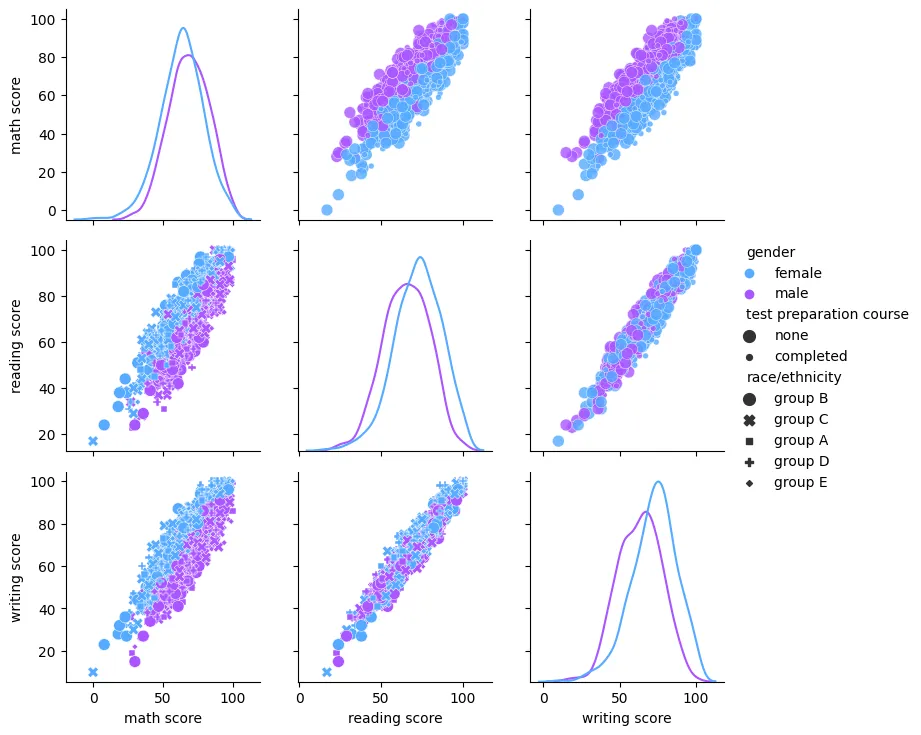 100
80
60
40
20
0
math score
100
80
60
40
20
reading score
gender
female
male
test preparation course
none
completed
race/ethnicity
group B
group C
group A
group D
group E
100
80
60
40
20
writing score
0 50 100
0 50 100
0 50 100
math score
reading score
writing score